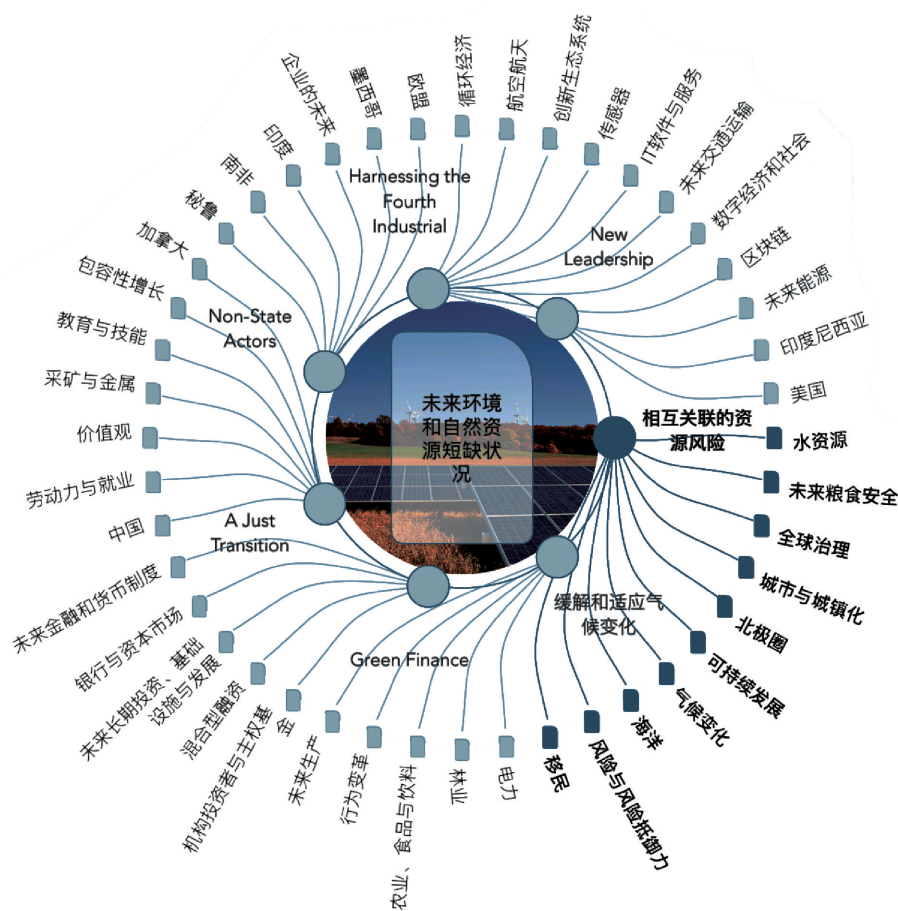 未来环境
和自然资
源短缺状
况
相互关联的资
源风险
缓解和适应气
候变化
Green Finance
A Just
Transition
Non-State
Actors
Harnessing the
Fourth
Industrial
New
Leadership
循环经济
航空航天
创新生态系统
传感器
IT软件与服务
未来交通运输
数字经济和社会
区块链
未来能源
印度尼西亚
美国
水资源
未来粮食安全
全球治理
城市与城镇化
北极圈
可持续发展
气候变化
海洋
风险与风险抵御力
移民
电力
林业
农业、食品与饮料
行为变革
未来生产
机构投资者与主权基
金
混合型融资
未来长期投资、基础
设施与发展
银行与资本市场
未来金融和货币制度
中国
劳动力与就业
价值观
采矿与金属
教育与技能
包容性增长
加拿大
秘鲁
南非
印度
企业的未来
墨西哥
欧盟